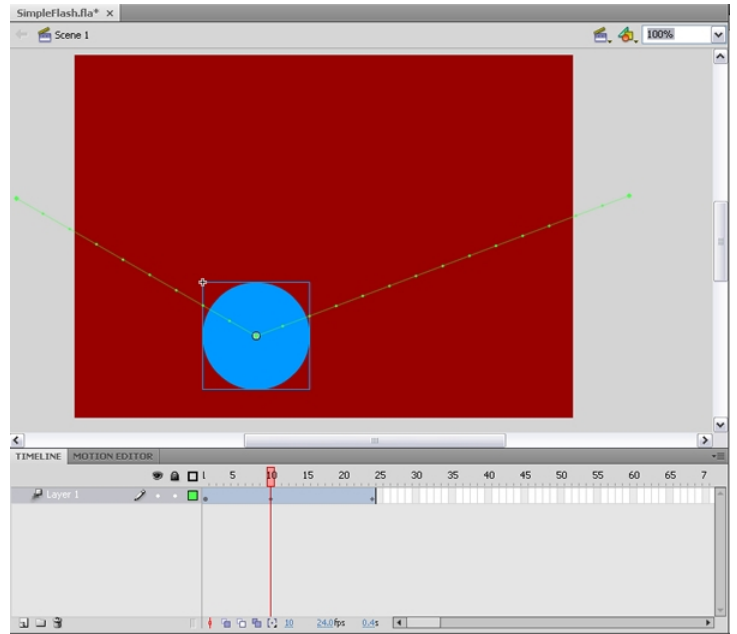 SimpleFlash.fla* ×
Scene 1
100%
TIMELINE MOTION EDITOR
1 5 10 15 20 25 30 35 40 45 50 55 60 65 7
Layer 1
10 24.0fps 0.4s